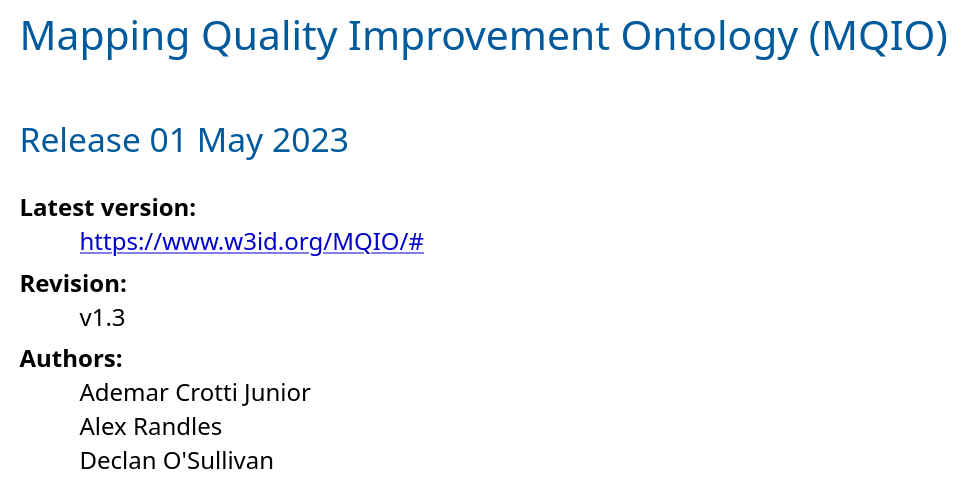 Mapping Quality Improvement Ontology (MQIO)
Release 01 May 2023
Latest version:
https://www.w3id.org/MQIO/#
Revision:
v1.3
Authors:
Ademar Crotti Junior
Alex Randles
Declan O'Sullivan